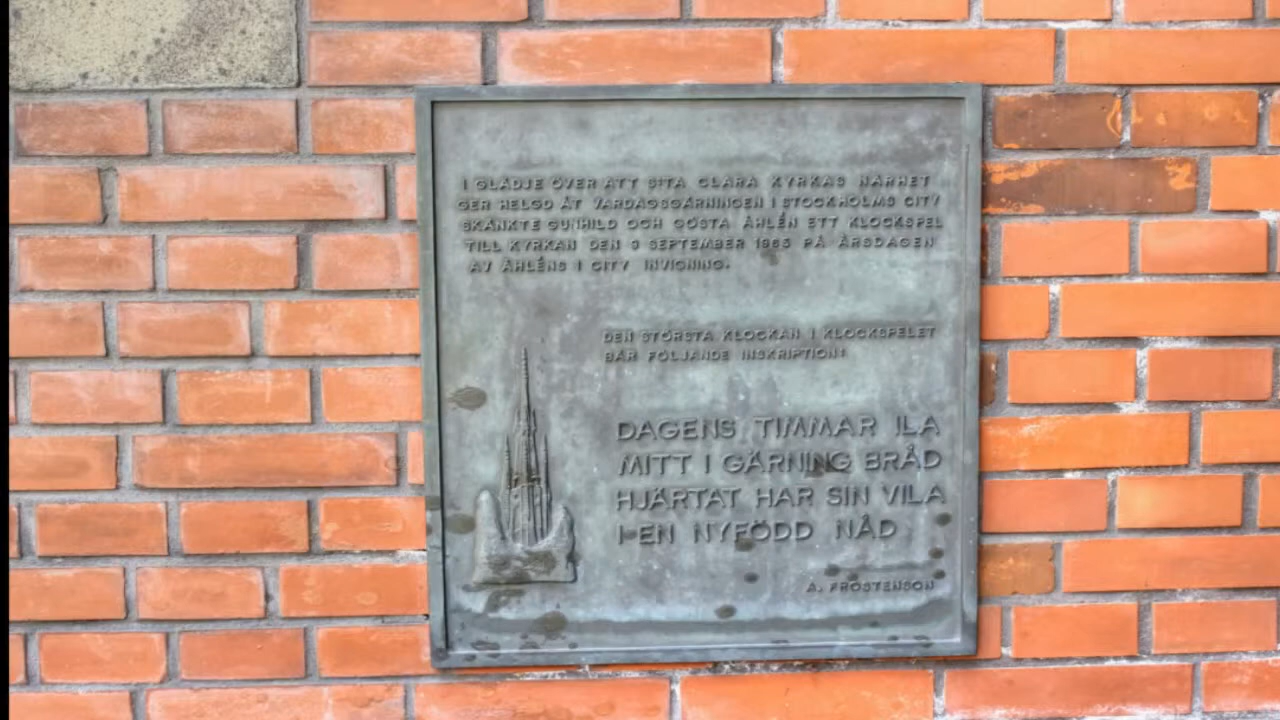 I GLÄDJE ÖVER ATT S:TA CLARA KYRKAS NÄRHET
GER HELGD ÅT VARDAGSGÄRNINGEN I STOCKHOLMS CITY
SKÄNKTE GUNHILD OCH GÖSTA ÅHLÉN ETT KLOCKSPEL
TILL KYRKAN DEN 3 SEPTEMBER 1965 PÅ ÅRSDAGEN
AV ÅHLÉNS I CITY INVIGNING.
DEN STÖRSTA KLOCKAN I KLOCKSPELET
BÄR FÖLJANDE INSKRIPTION:
DAGENS TIMMAR ILA
MITT I GÄRNING BRÅD
HJÄRTAT HAR SIN VILA
I EN NYFÖDD NÅD
A. FROSTENSON